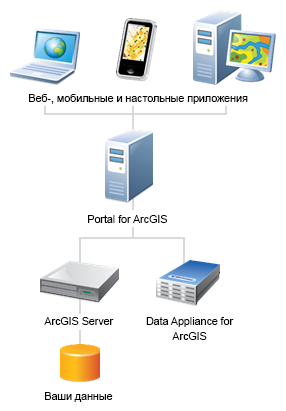 Веб-, мобильные и настольные приложения
Portal for ArcGIS
ArcGIS Server
Data Appliance for
ArcGIS
Ваши данные